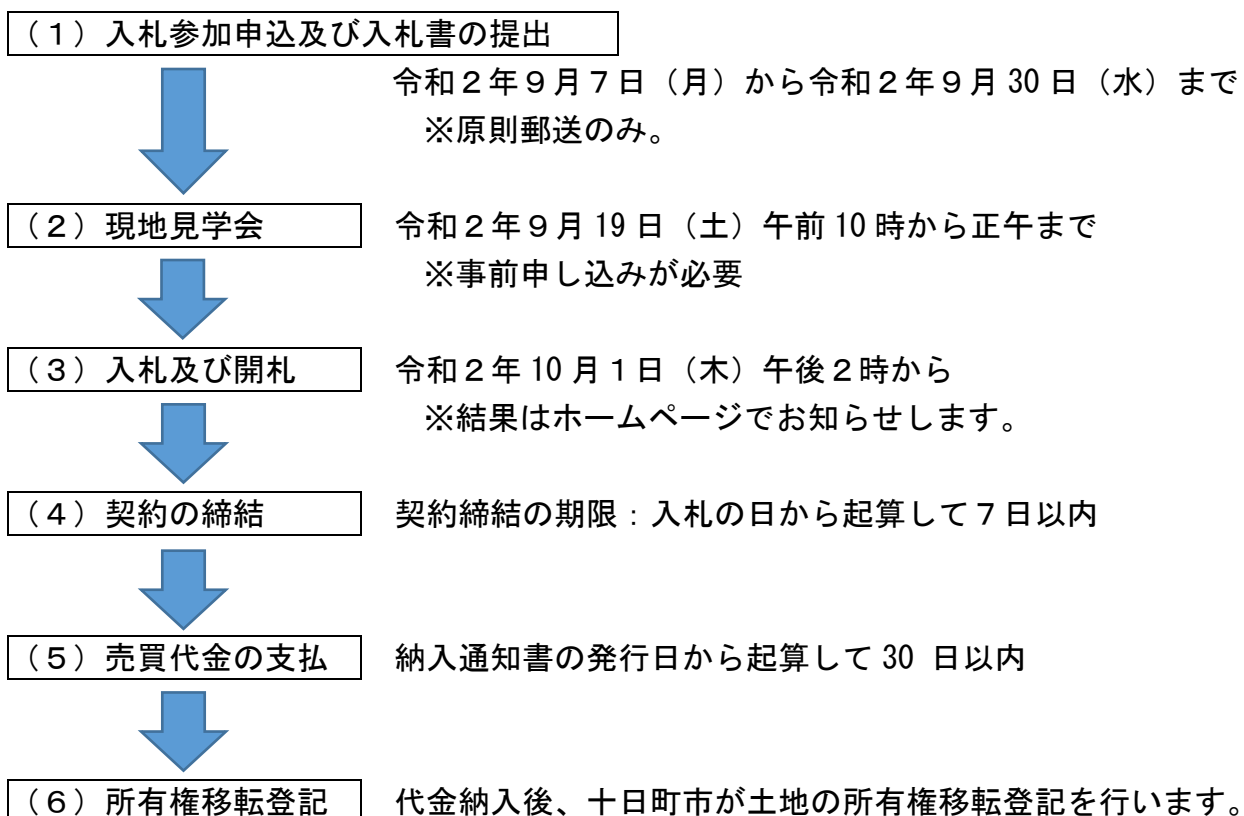 （１）入札参加申込及び入札書の提出
令和２年９月７日（月）から令和２年９月 30 日（水）まで
※原則郵送のみ。
（２）現地見学会 令和２年９月 19 日（土）午前 10 時から正午まで
※事前申し込みが必要
（３）入札及び開札 令和２年 10 月１日（木）午後２時から
※結果はホームページでお知らせします。
（４）契約の締結 契約締結の期限：入札の日から起算して７日以内
（５）売買代金の支払 納入通知書の発行日から起算して 30 日以内
（６）所有権移転登記 代金納入後、十日町市が土地の所有権移転登記を行います。